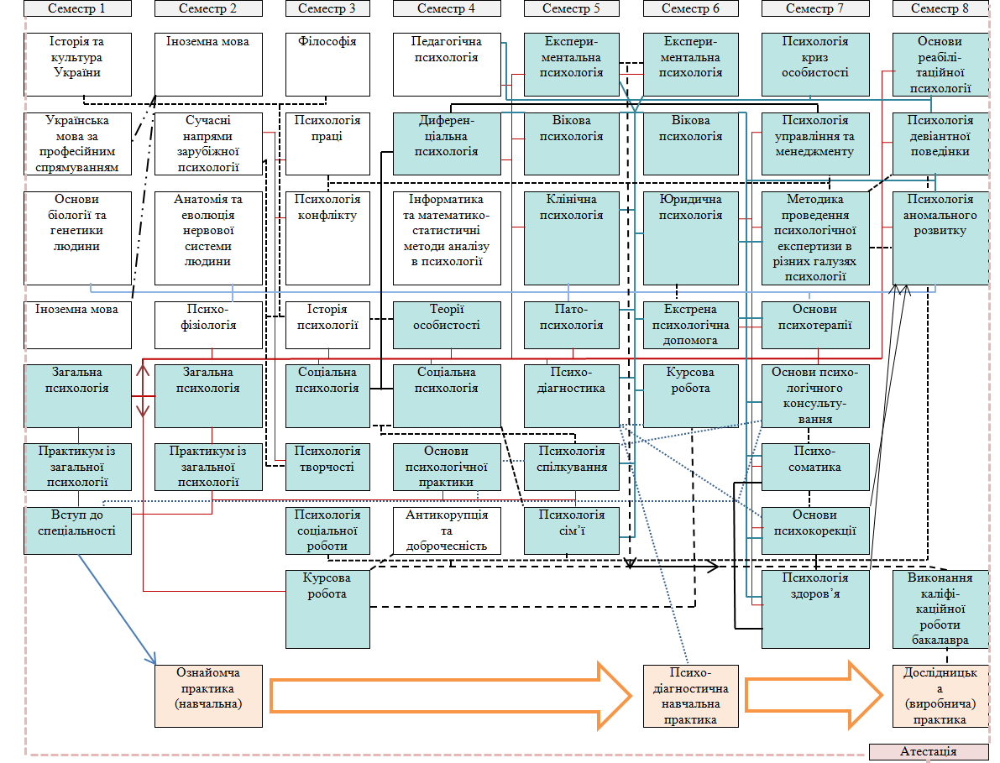 Семестр 1
Семестр 2
Семестр 3
Семестр 4
Семестр 5
Семестр 6
Семестр 7
Семестр 8
Історія та
культура
України
Іноземна мова
Філософія
Педагогічна
психологія
Експери-
ментальна
психологія
Експери-
ментальна
психологія
Психологія
криз
особистості
Основи
реабілі-
таційної
психології
Українська
мова за
професійним
спрямуванням
Сучасні
напрями
зарубіжної
психології
Психологія
праці
Диферен-
ціальна
психологія
Вікова
психологія
Вікова
психологія
Психологія
управління та
менеджменту
Психологія
девіантної
поведінки
Основи
біології та
генетики
людини
Анатомія та
еволюція
нервової
системи
людини
Психологія
конфлікту
Інформатика
та математико-
статистичні
методи аналізу
в психології
Клінічна
психологія
Юридична
психологія
Методика
проведення
психологічної
експертизи в
різних галузях
психології
Психологія
аномального
розвитку
Іноземна мова
Психо-
фізіологія
Історія
психології
Теорії
особистості
Пато-
психологія
Екстрена
психологічна
допомога
Основи
психотерапії
Загальна
психологія
Загальна
психологія
Соціальна
психологія
Соціальна
психологія
Психо-
діагностика
Курсова
робота
Основи психо-
логічного
консульту-
вання
Практикум із
загальної
психології
Практикум із
загальної
психології
Психологія
творчості
Основи
психологічної
практики
Психологія
спілкування
Психо-
соматика
Вступ до
спеціальності
Психологія
соціальної
роботи
Антикорупція
та
доброчесність
Психологія
сім’ї
Основи
психокорекції
Курсова
робота
Психологія
здоров’я
Виконання
каліфі-
каційної
роботи
бакалавра
Ознайомча
практика
(навчальна)
Психо-
діагностична
навчальна
практика
Дослідницьк
а
(виробнича)
практика
Атестація